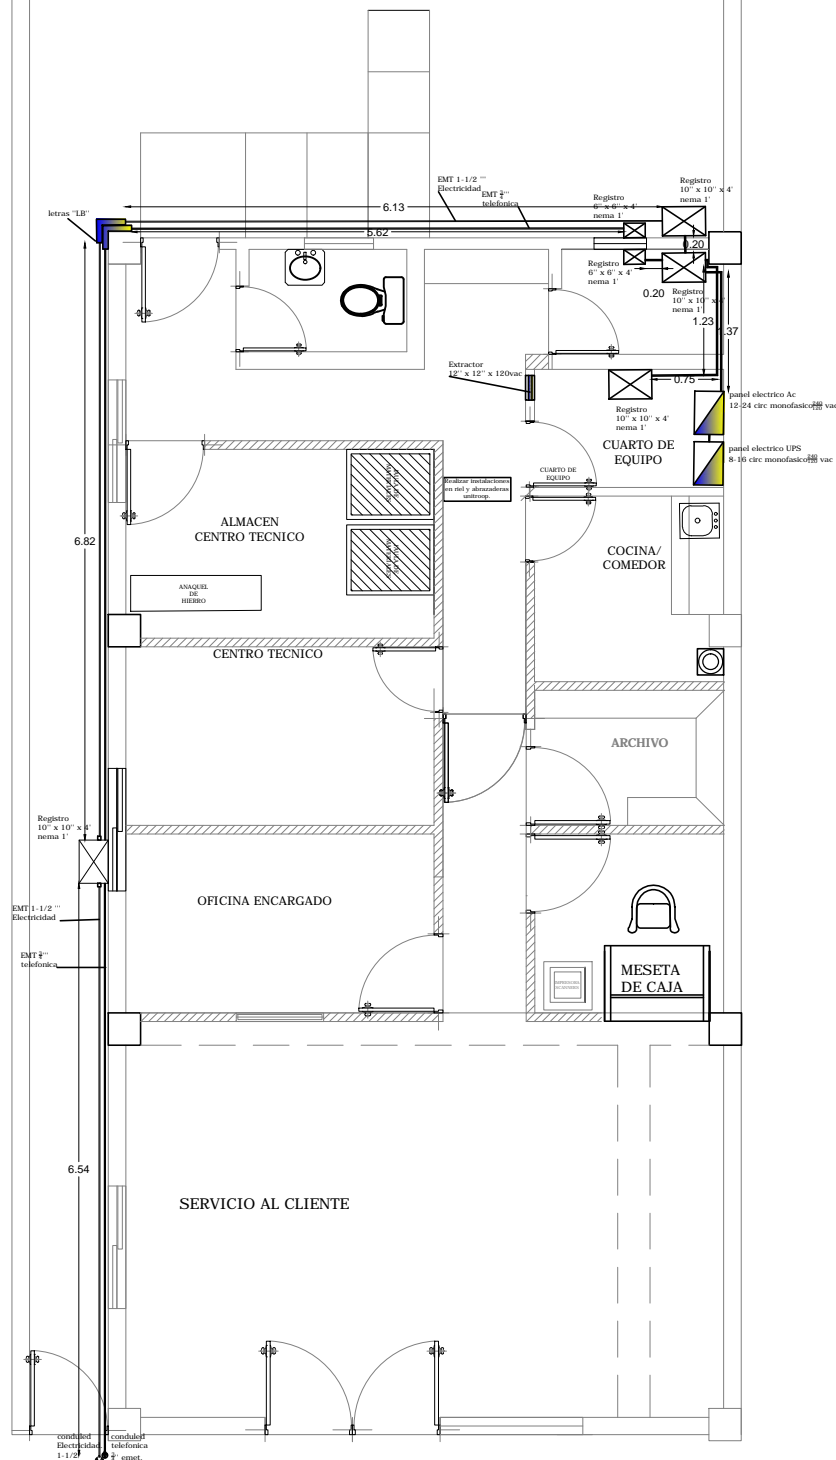 EMT 1-1/2 '''
Electricidad
EMT 3/4'''
telefonica
Registro
6'' x 6'' x 4'
nema 1'
Registro
10'' x 10'' x 4'
nema 1'
letras "LB"
6.13
5.62
0.20
Registro
6'' x 6'' x 4'
nema 1'
0.20
Registro
10'' x 10'' x 4'
nema 1'
1.23
.37
Extractor
12'' x 12'' x 120vac
0.75
Registro
10'' x 10'' x 4'
nema 1'
panel electrico Ac
12-24 circ monofasico 240/120 vac
CUARTO DE
EQUIPO
panel electrico UPS
8-16 circ monofasico 240/120 vac
CUARTO DE
EQUIPO
Realizar instalaciones
en riel y abrazaderas
unitroop.
ALMACEN
CENTRO TECNICO
6.82
COCINA/
COMEDOR
ANAQUEL
DE
HIERRO
CENTRO TECNICO
ARCHIVO
Registro
10'' x 10'' x 4'
nema 1'
OFICINA ENCARGADO
EMT 1-1/2 '''
Electricidad
EMT 3/4'''
telefonica
MESETA
DE CAJA
6.54
SERVICIO AL CLIENTE
conduled
Electricidad.
1-1/2'
conduled
telefonica
3/4' emet.